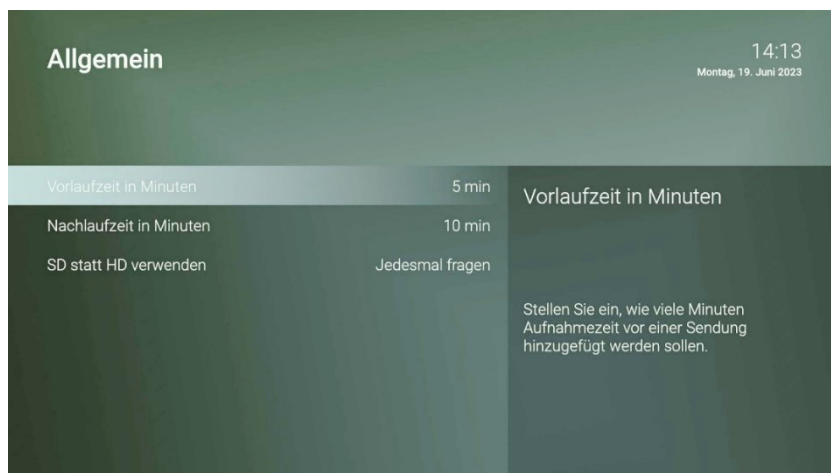 Allgemein
14:13
Montag, 19. Juni 2023
Vorlaufzeit in Minuten 5 min
Nachlaufzeit in Minuten 10 min
SD statt HD verwenden Jedesmal fragen
Vorlaufzeit in Minuten
Stellen Sie ein, wie viele Minuten
Aufnahmezeit vor einer Sendung
hinzugefügt werden sollen.